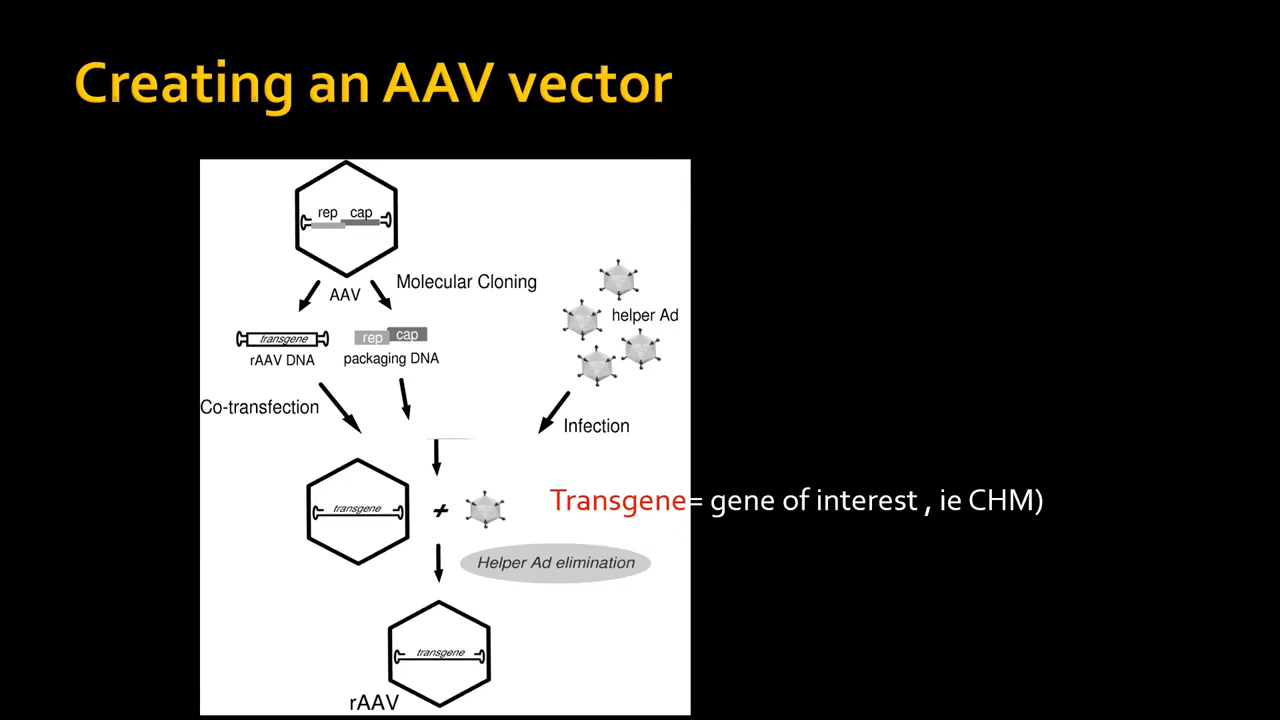 Creating an AAV vector
rep cap
AAV
Molecular Cloning
helper Ad
transgene
rAAV DNA
rep cap
packaging DNA
Co-transfection
Infection
transgene
+
Transgene= gene of interest , ie CHM)
Helper Ad elimination
transgene
rAAV